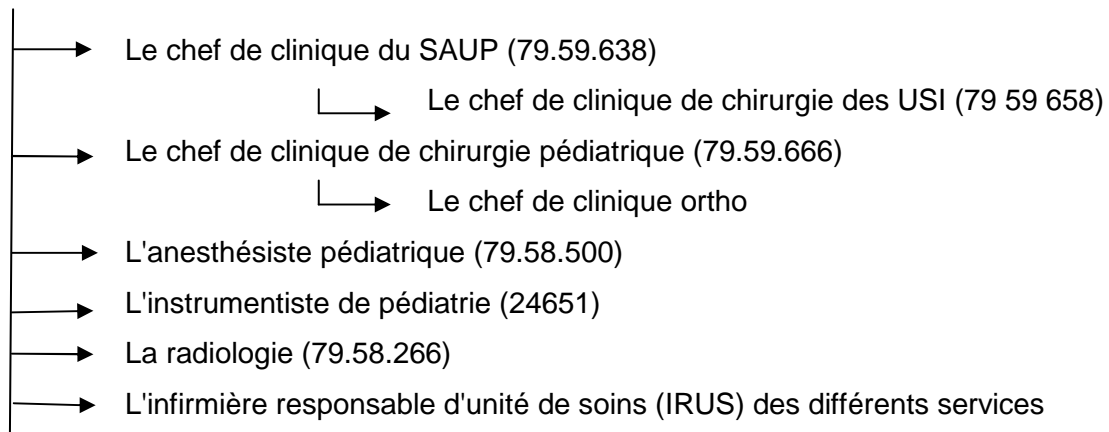 Le chef de clinique du SAUP (79.59.638)
Le chef de clinique de chirurgie des USI (79 59 658)
Le chef de clinique de chirurgie pédiatrique (79.59.666)
Le chef de clinique ortho
L'anesthésiste pédiatrique (79.58.500)
L'instrumentiste de pédiatrie (24651)
La radiologie (79.58.266)
L'infirmière responsable d'unité de soins (IRUS) des différents services